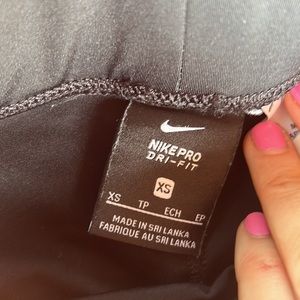 NIKE PRO
DRI-FIT
XS
XS TP ECH EP
MADE IN SRI LANKA
FABRIQUE AU SRI LANKA